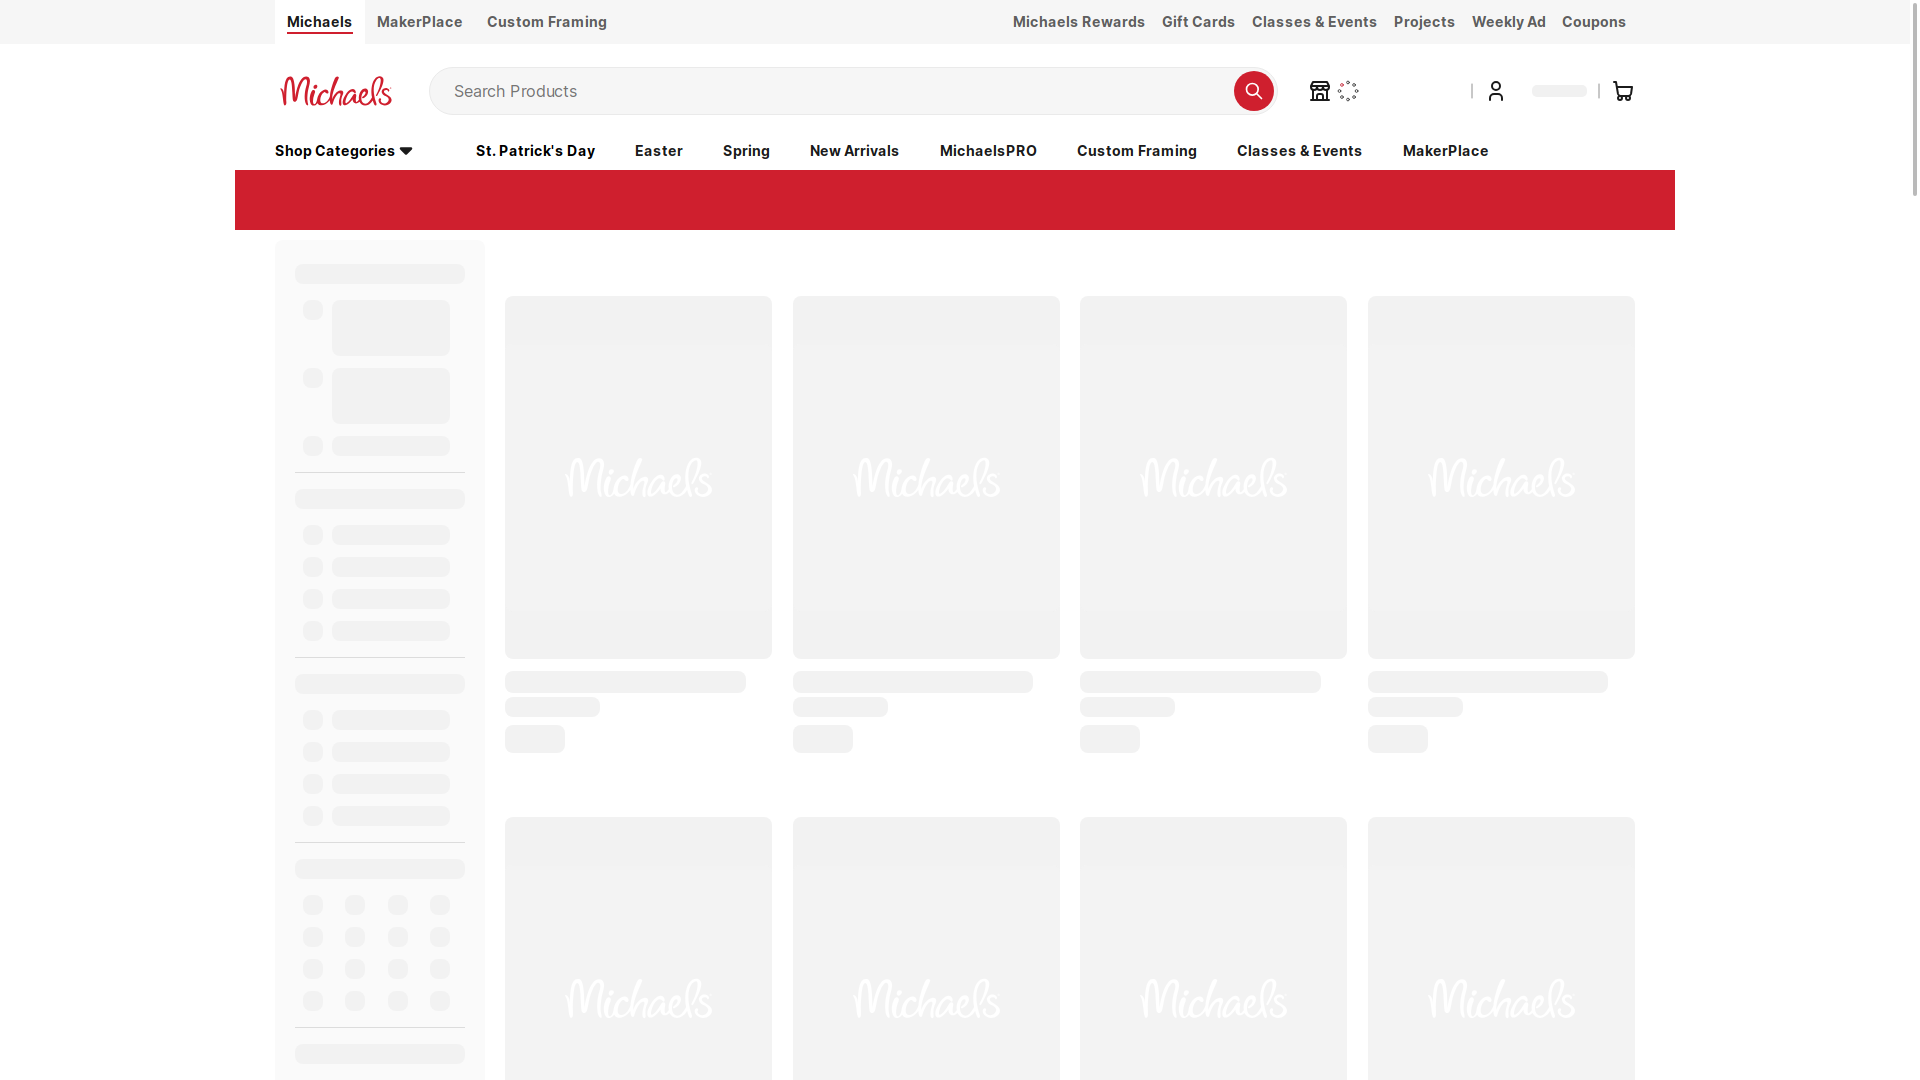 Michaels MakerPlace Custom Framing Michaels Rewards Gift Cards Classes & Events Projects Weekly Ad Coupons
Michaels Search Products
Shop Categories St. Patrick's Day Easter Spring New Arrivals MichaelsPRO Custom Framing Classes & Events MakerPlace
Michaels Michaels Michaels Michaels
Michaels Michaels Michaels Michaels